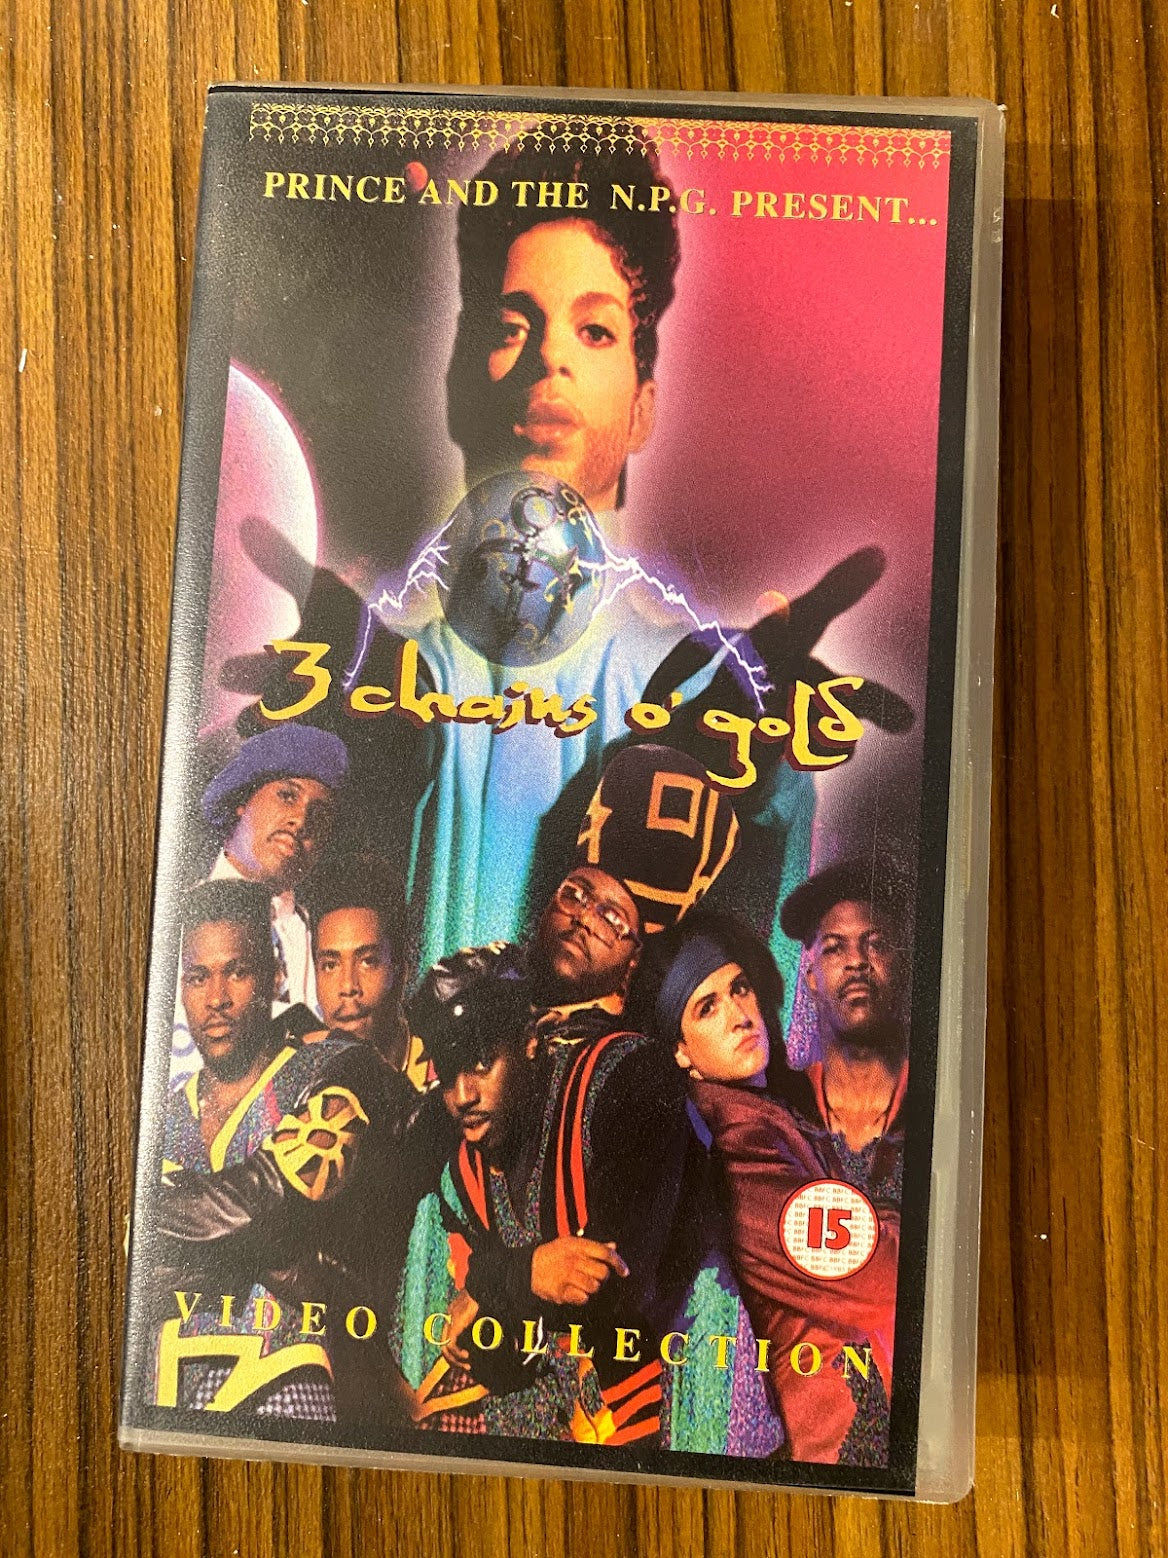 PRINCE AND THE N.P.G. PRESENT...
3 chains o' gold
15
VIDEO COLLECTION